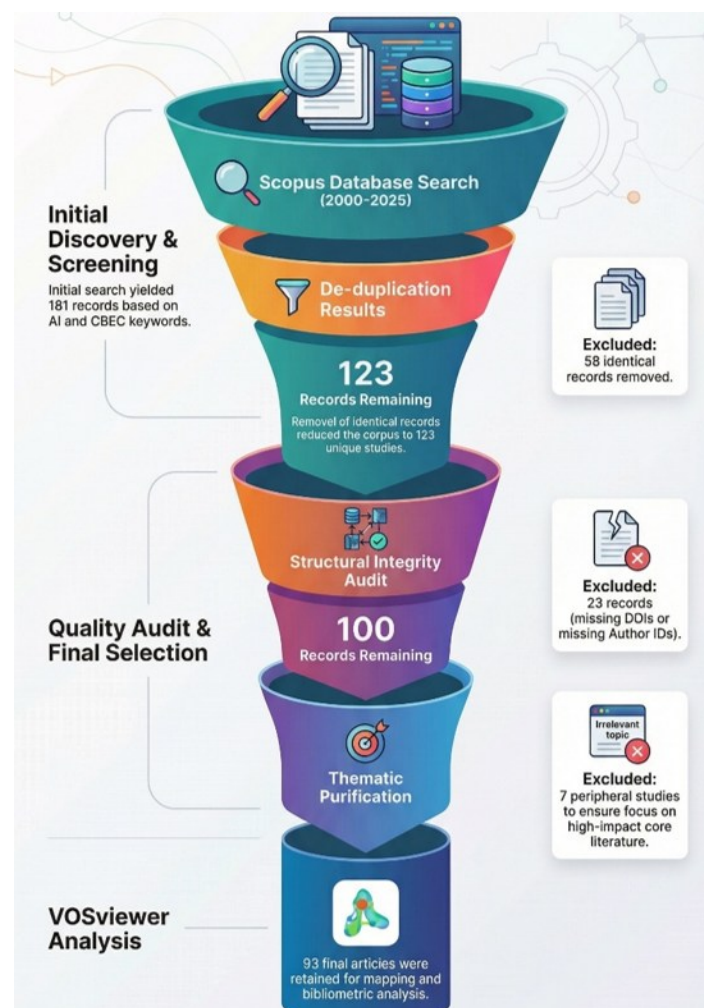 Scopus Database Search
(2000-2025)
Initial
Discovery &
Screening
Initial search yielded
181 records based on
AI and CBEC keywords.
De-duplication
Results
Excluded:
58 identical
records removed.
123
Records Remaining
Removel of identical records
reduced the corpus to 123
unique studies.
Structural Integrity
Audit
Excluded:
23 records
(missing DOIs or
missing Author IDs).
Quality Audit &
Final Selection
100
Records Remaining
Irrelevant
topic
Excluded:
7 peripheral studies
to ensure focus on
high-impact core
literature.
Thematic
Purification
VOSviewer
Analysis
93 final articles were
retained for mapping and
bibliometric analysis.